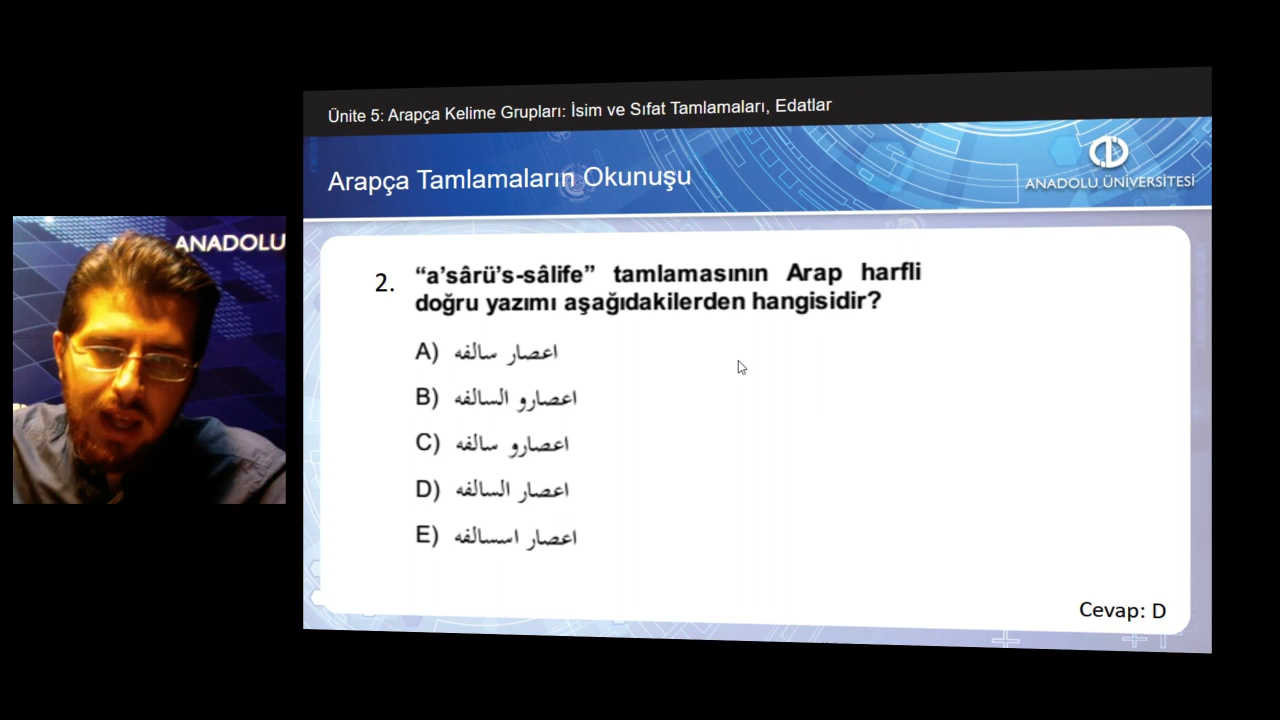 Ünite 5: Arapça Kelime Grupları: İsim ve Sıfat Tamlamaları, Edatlar
Arapça Tamlamaların Okunuşu
ANADOLU ÜNİVERSİTESİ
ANADOLU
2. “a’sârü’s-sâlife” tamlamasının Arap harfli
doğru yazımı aşağıdakilerden hangisidir?
A) اعصار سالفه
B) اعصارو السالفه
C) اعصارو سالفه
D) اعصار السالفه
E) اعصار اسسالفه
Cevap: D